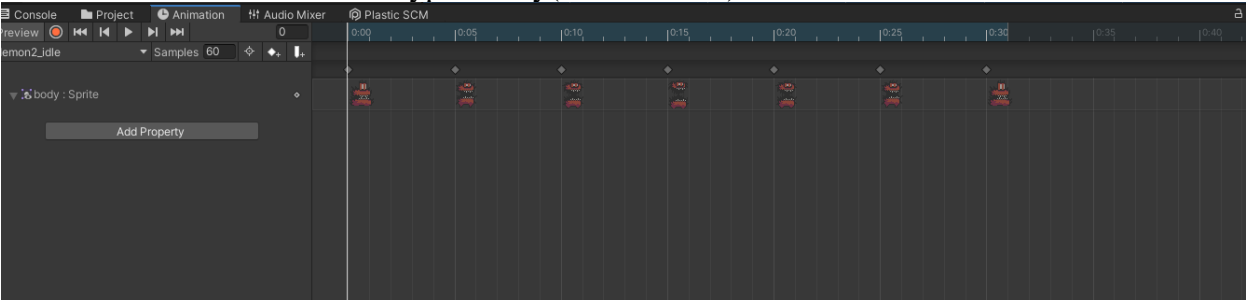 Console Project Animation Audio Mixer Plastic SCM
Preview 0 0:00 0:05 0:10 0:15 0:20 0:25 0:30 0:35 0:40
emon2_idle Samples 60
body : Sprite
Add Property